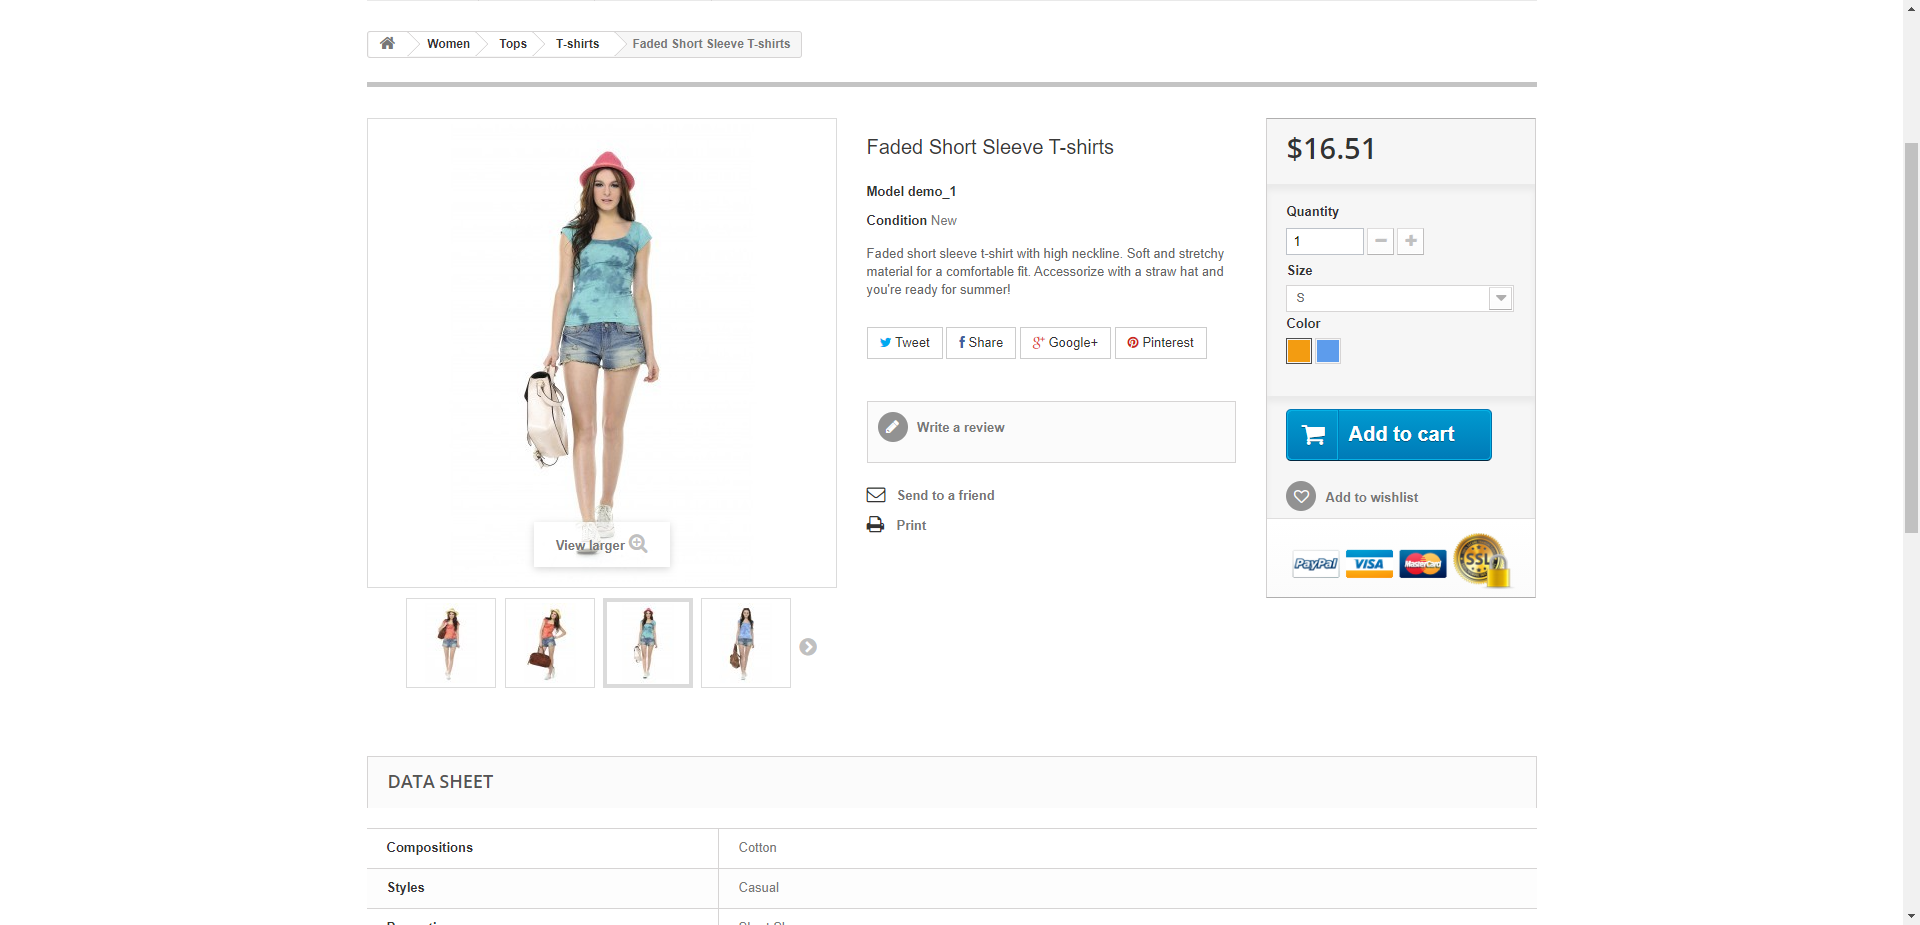 Women
Tops
T-shirts
Faded Short Sleeve T-shirts
View larger
Faded Short Sleeve T-shirts
Model demo_1
Condition New
Faded short sleeve t-shirt with high neckline. Soft and stretchy
material for a comfortable fit. Accessorize with a straw hat and
you're ready for summer!
Tweet
Share
Google+
Pinterest
Write a review
Send to a friend
Print
$16.51
Quantity
1
Size
S
Color
Add to cart
Add to wishlist
PayPal
VISA
MasterCard
SSL
DATA SHEET
Compositions
Cotton
Styles
Casual